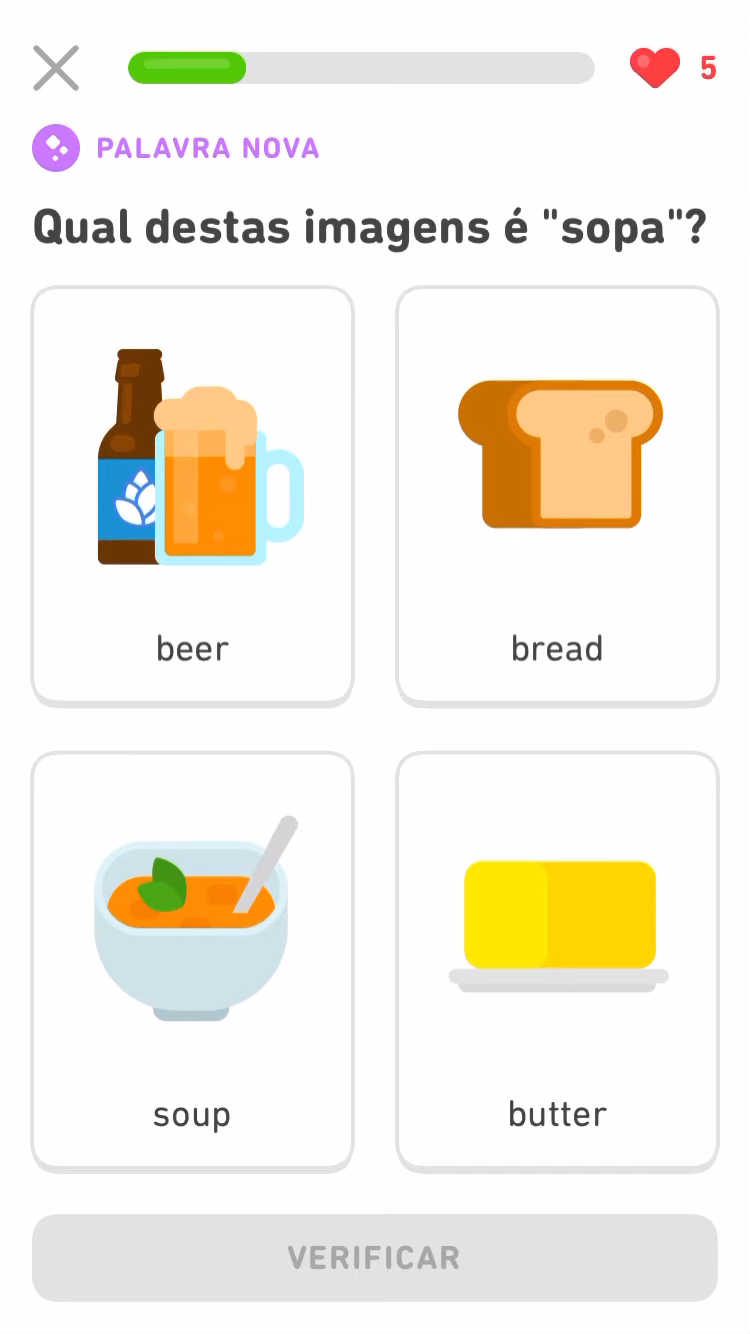 5
PALAVRA NOVA
Qual destas imagens é "sopa"?
beer
bread
soup
butter
VERIFICAR